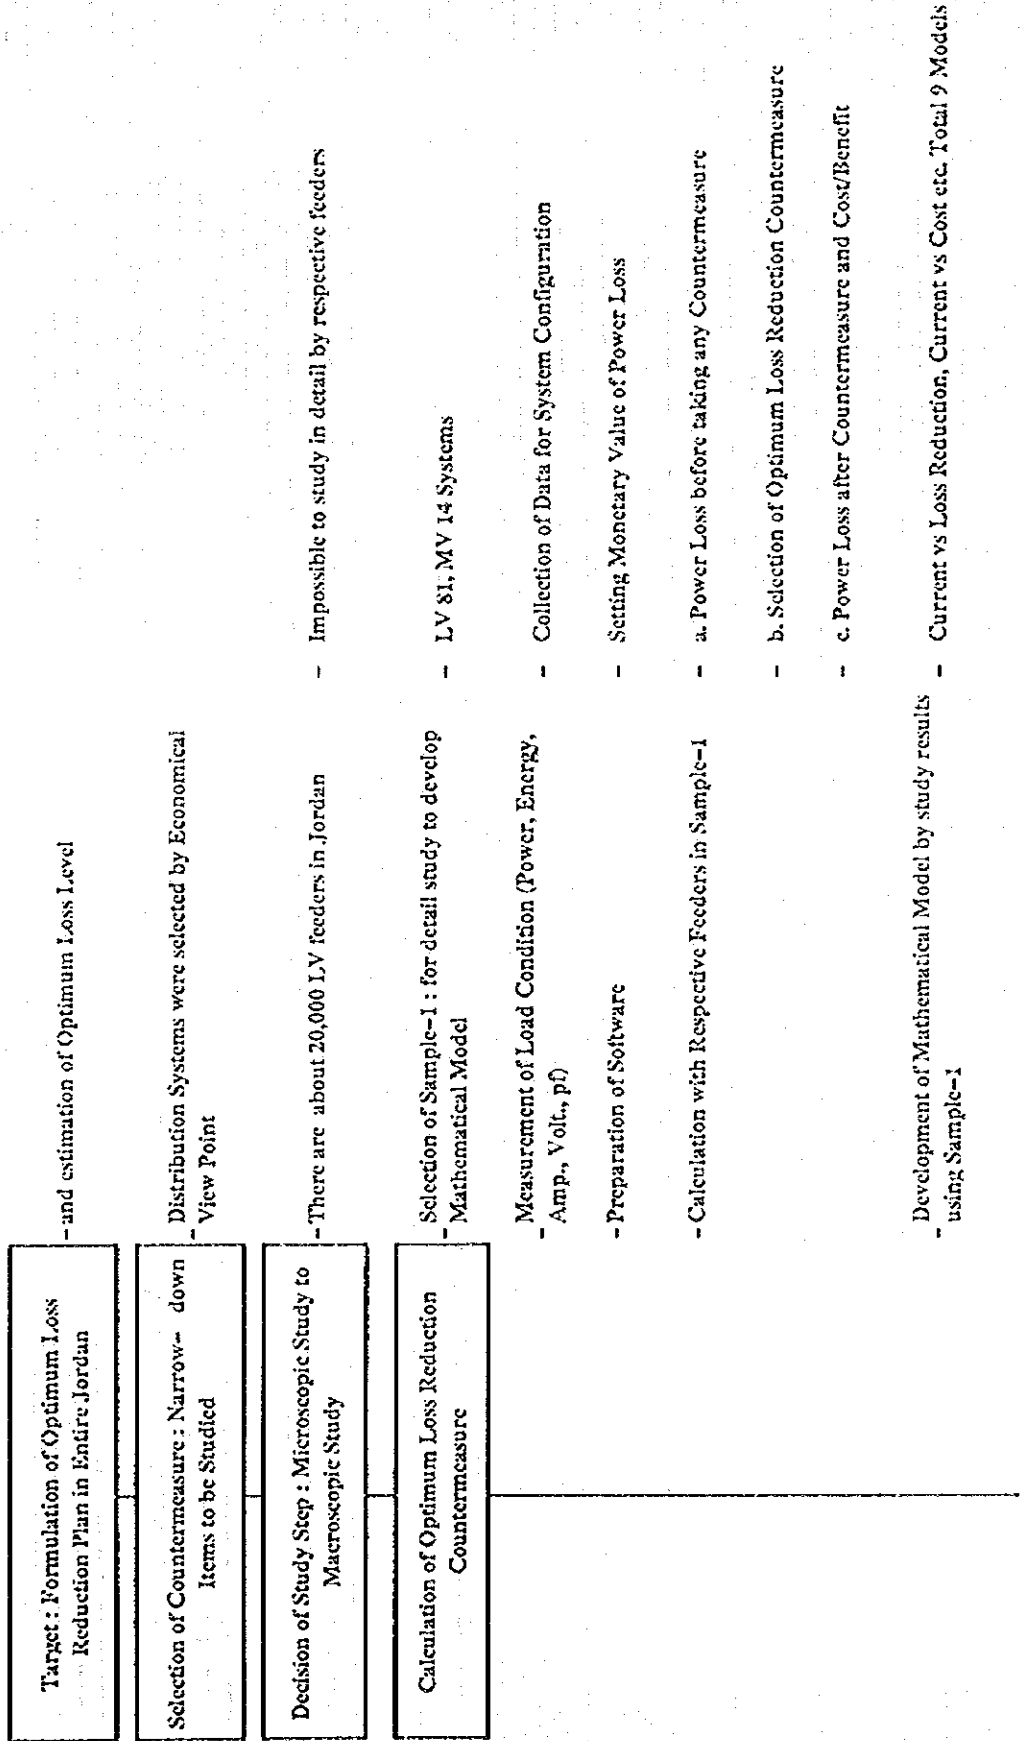 Target : Formulation of Optimum Loss
Reduction Plan in Entire Jordan
– and estimation of Optimum Loss Level
Selection of Countermeasure : Narrow– down
Items to be Studied
– Distribution Systems were selected by Economical
View Point
Decision of Study Step : Microscopic Study to
Macroscopic Study
– There are about 20,000 LV feeders in Jordan
– Impossible to study in detail by respective feeders
Calculation of Optimum Loss Reduction
Countermeasure
– Selection of Sample–1 : for detail study to develop
Mathematical Model
– LV 81, MV 14 Systems
– Measurement of Load Condition (Power, Energy,
Amp., Volt., pf)
– Collection of Data for System Configuration
– Preparation of Software
– Setting Monetary Value of Power Loss
– Calculation with Respective Feeders in Sample–1
– a. Power Loss before taking any Countermeasure
– b. Selection of Optimum Loss Reduction Countermeasure
– c. Power Loss after Countermeasure and Cost/Benefit
– Development of Mathematical Model by study results
using Sample–1
– Current vs Loss Reduction, Current vs Cost etc. Total 9 Models